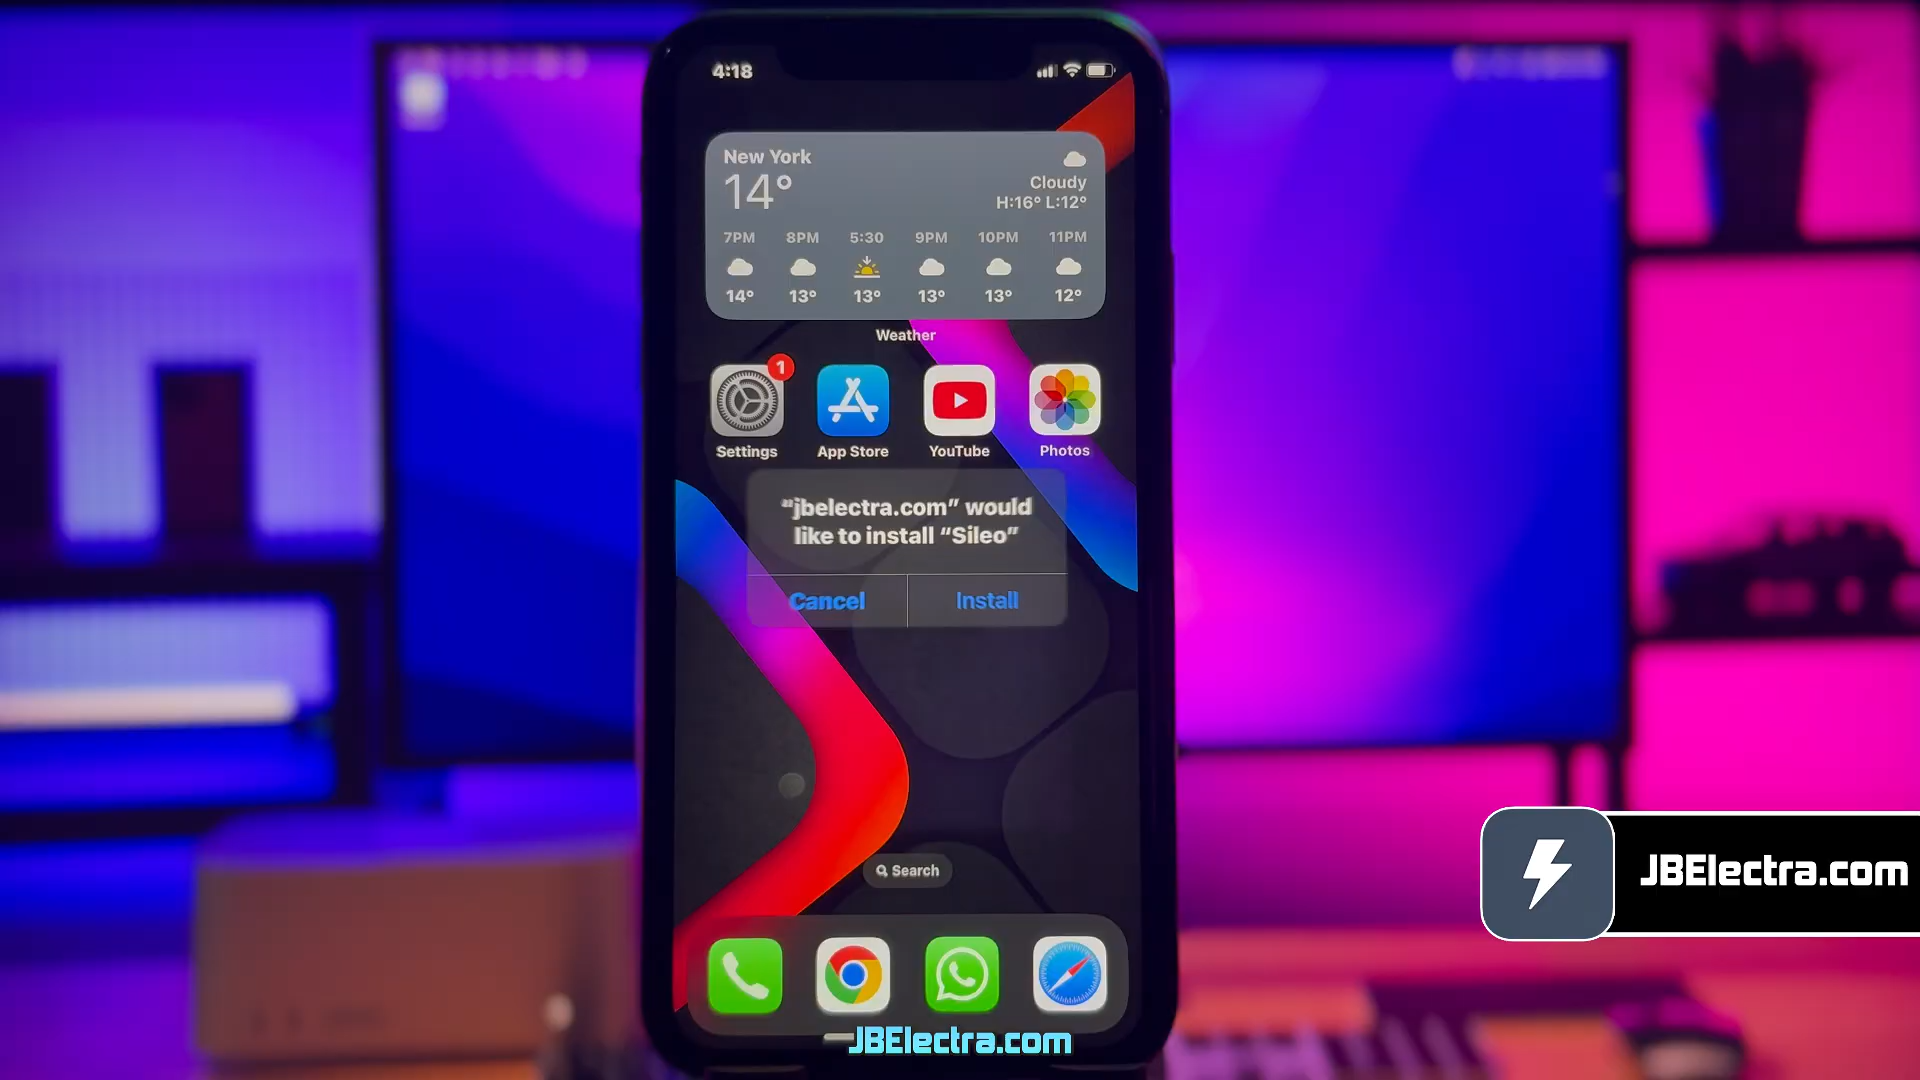 4:18
New York
14°
Cloudy
H:16° L:12°
7PM 8PM 5:30 9PM 10PM 11PM
14° 13° 13° 13° 13° 12°
Weather
1
Settings App Store YouTube Photos
“jbelectra.com” would
like to install “Sileo”
Cancel Install
Search
JBElectra.com
JBElectra.com